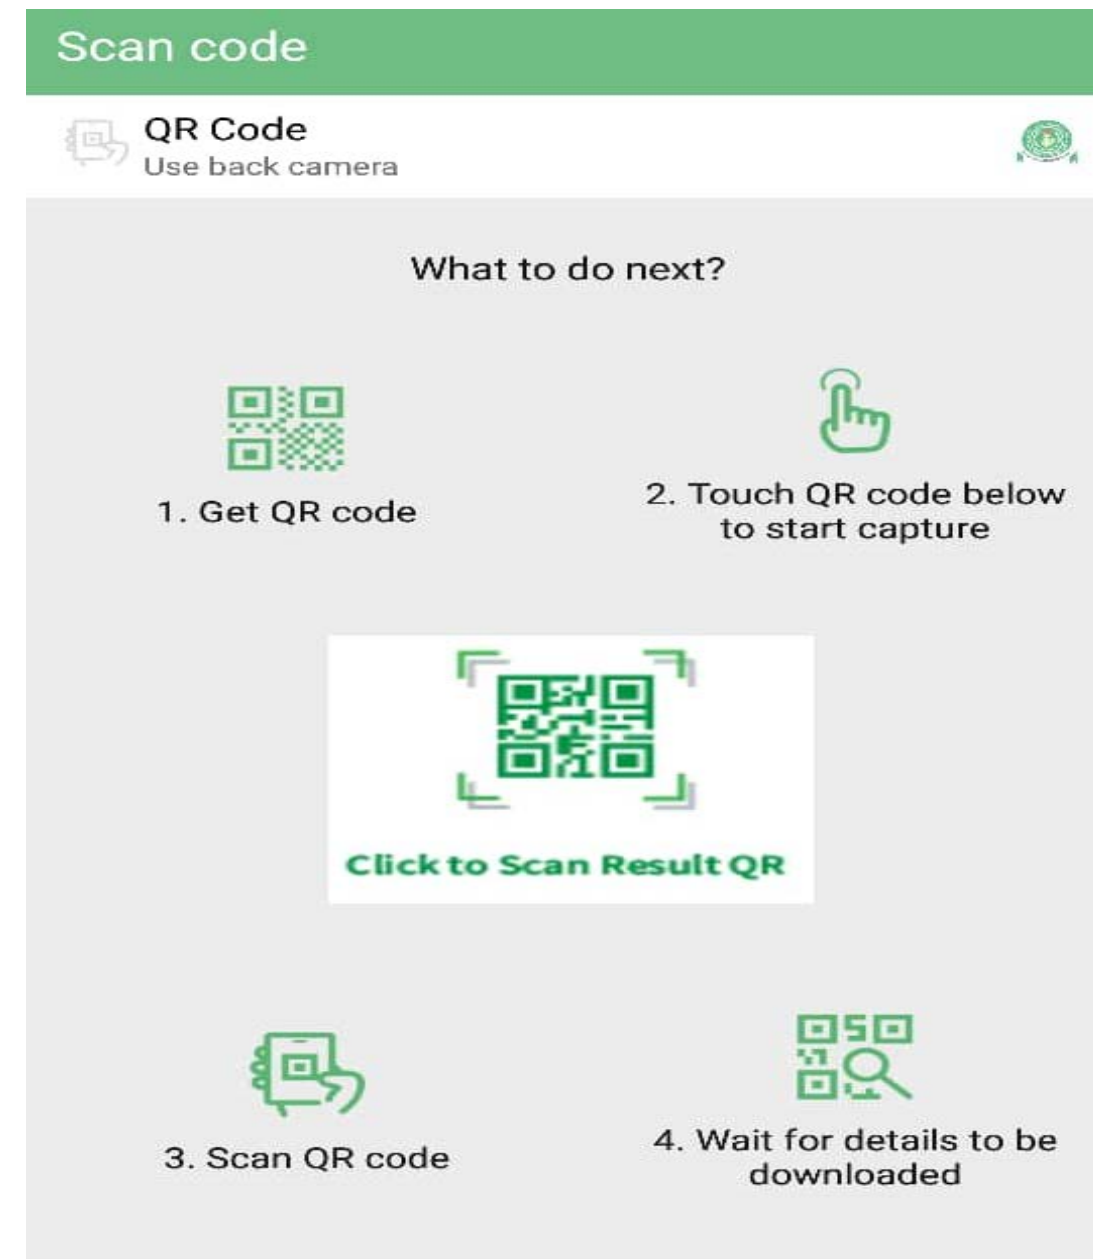 Scan code
QR Code
Use back camera
What to do next?
1. Get QR code
2. Touch QR code below
to start capture
Click to Scan Result QR
3. Scan QR code
4. Wait for details to be
downloaded